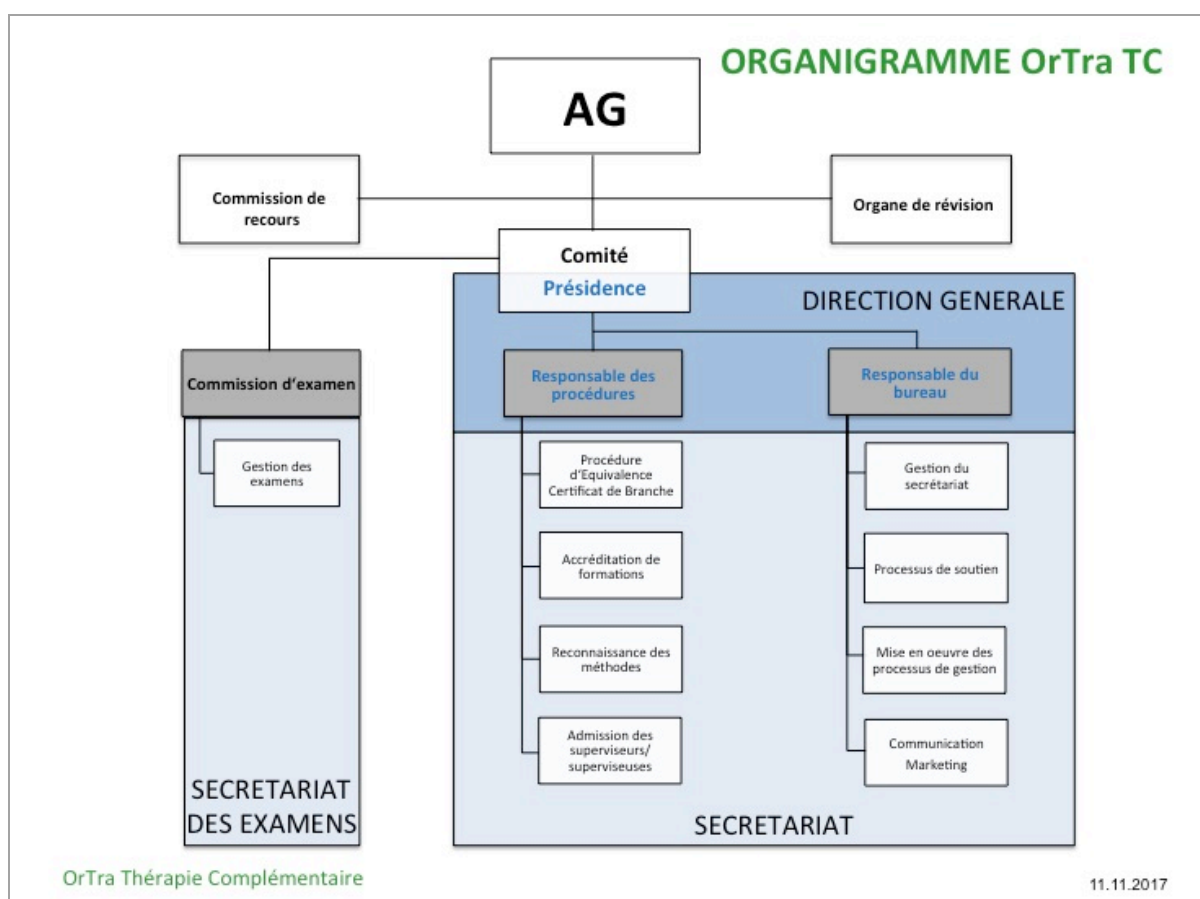 ORGANIGRAMME OrTra TC
AG
Commission de
recours
Organe de révision
Comité
Présidence
DIRECTION GENERALE
Commission d‘examen
Responsable des
procédures
Responsable du
bureau
Gestion des
examens
Procédure
d‘Equivalence
Certificat de Branche
Gestion du
secrétariat
Accréditation de
formations
Processus de soutien
Reconnaissance des
méthodes
Mise en oeuvre des
processus de gestion
Admission des
superviseurs/
superviseuses
Communication
Marketing
SECRETARIAT
DES EXAMENS
SECRETARIAT
OrTra Thérapie Complémentaire
11.11.2017